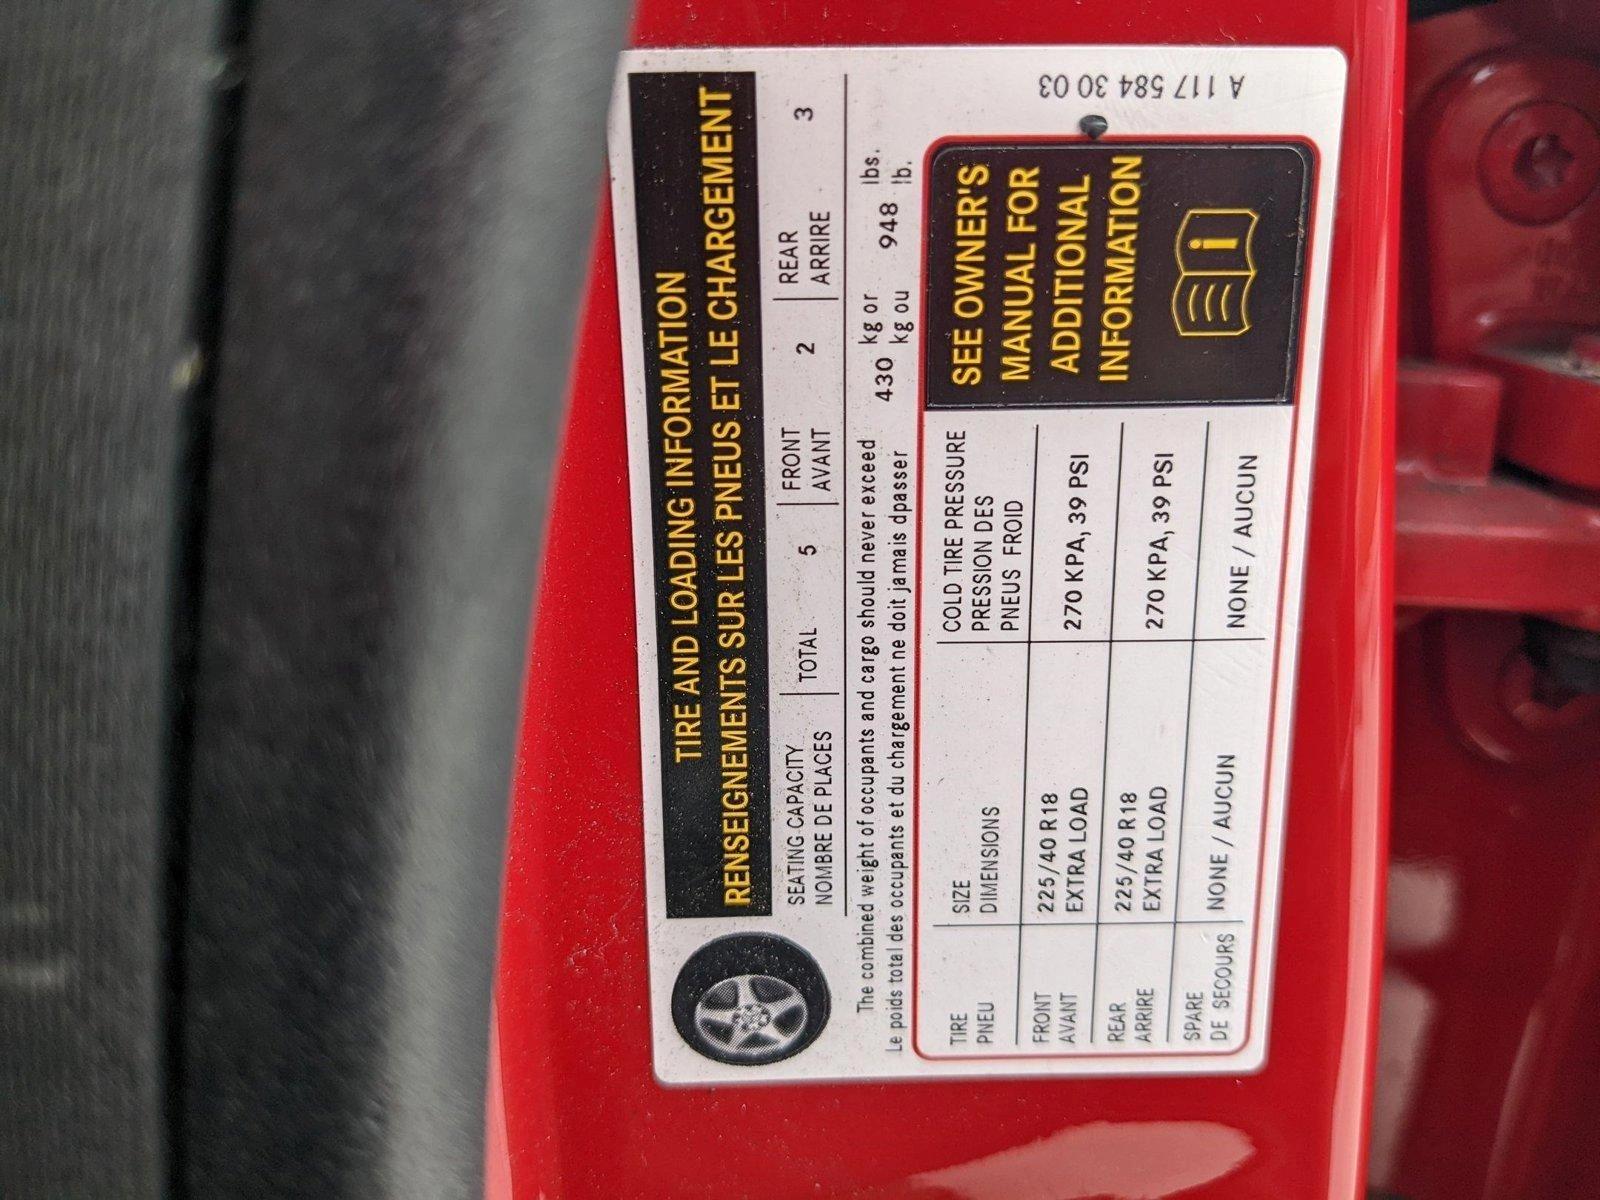 TIRE AND LOADING INFORMATION
RENSEIGNEMENTS SUR LES PNEUS ET LE CHARGEMENT
SEATING CAPACITY
NOMBRE DE PLACES
TOTAL 5
FRONT
AVANT
2
REAR
ARRIRE
3
The combined weight of occupants and cargo should never exceed
Le poids total des occupants et du chargement ne doit jamais dpasser
430
kg or
kg ou
948
lbs.
lb.
TIRE
PNEU
SIZE
DIMENSIONS
COLD TIRE PRESSURE
PRESSION DES
PNEUS FROID
FRONT
AVANT
225/40 R18
EXTRA LOAD
270 KPA, 39 PSI
REAR
ARRIRE
225/40 R18
EXTRA LOAD
270 KPA, 39 PSI
SPARE
DE SECOURS
NONE / AUCUN
NONE / AUCUN
SEE OWNER'S
MANUAL FOR
ADDITIONAL
INFORMATION
i
A 117 584 30 03